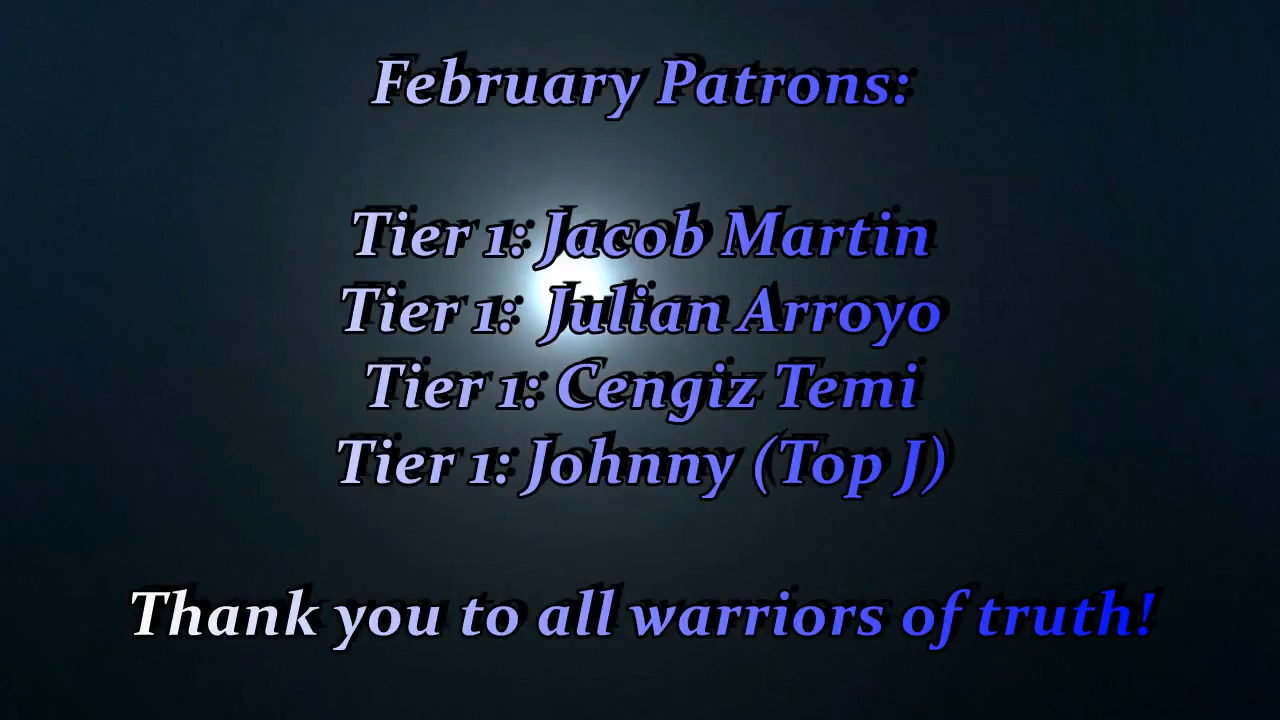 February Patrons:
Tier 1: Jacob Martin
Tier 1: Julian Arroyo
Tier 1: Cengiz Temi
Tier 1: Johnny (Top J)
Thank you to all warriors of truth!